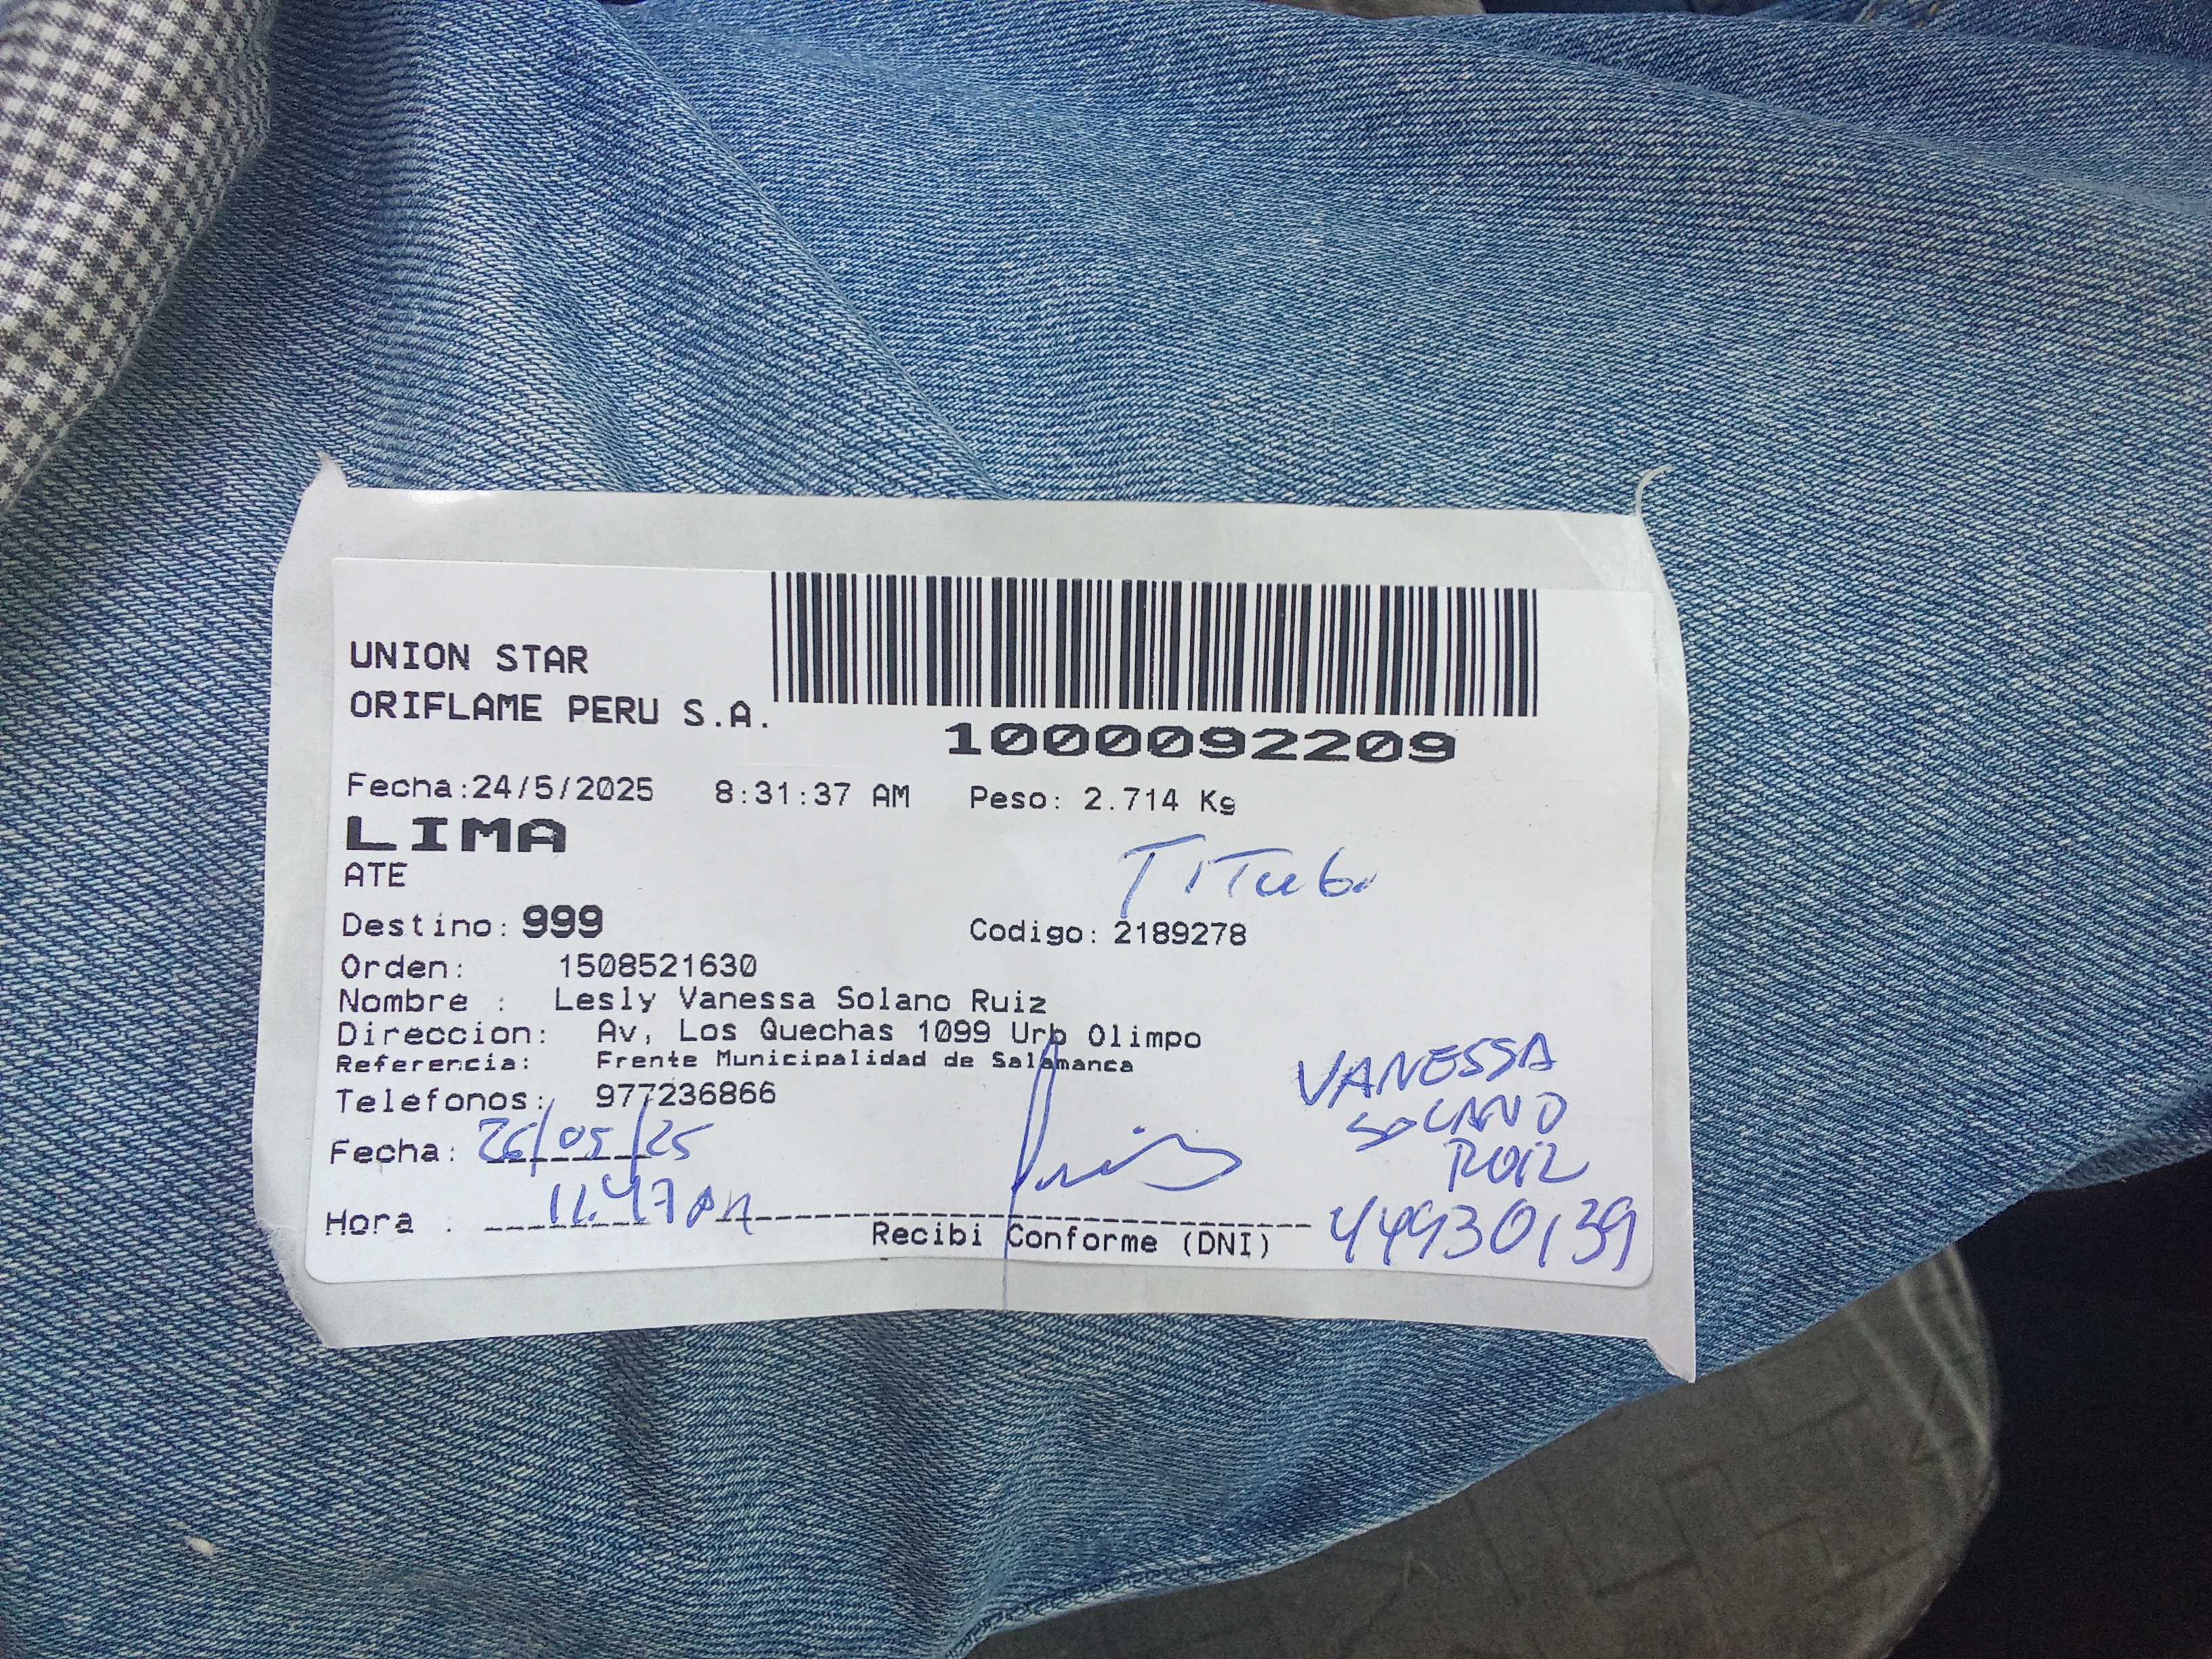 UNION STAR
ORIFLAME PERU S.A.
1000092209
Fecha:24/5/2025 8:31:37 AM Peso: 2.714 Kg
LIMA
ATE
Destino: 999 Codigo: 2189278
Orden: 1508521630
Nombre : Lesly Vanessa Solano Ruiz
Direccion: Av, Los Quechas 1099 Urb Olimpo
Referencia: Frente Municipalidad de Salamanca
Telefonos: 977236866
Fecha: 26/05/25
Hora : 11.47
Recibi Conforme (DNI)
VANESSA
SOLANO
RUIZ
44930139